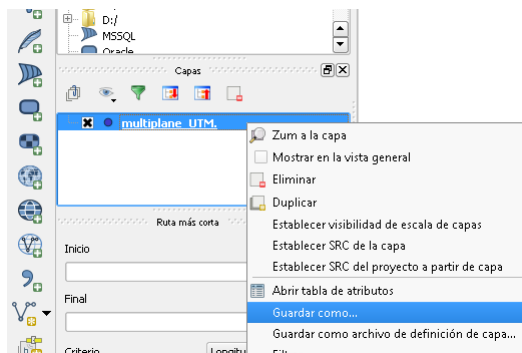 D:/
MSSQL
Oracle
Capas
multiplane_UTM.
Zum a la capa
Mostrar en la vista general
Eliminar
Duplicar
Establecer visibilidad de escala de capas
Establecer SRC de la capa
Establecer SRC del proyecto a partir de capa
Abrir tabla de atributos
Guardar como...
Guardar como archivo de definición de capa...
Ruta más corta
Inicio
Final
Criterio